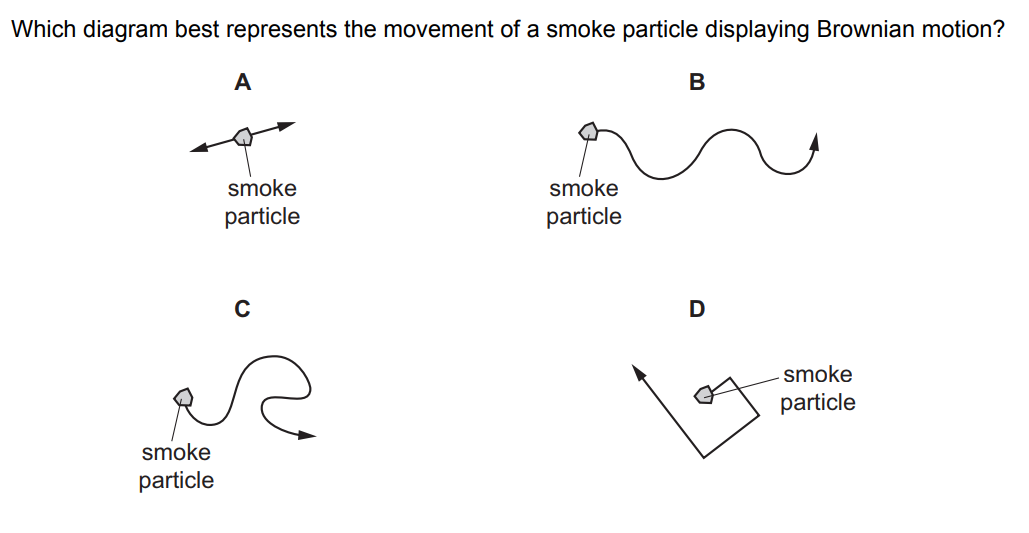 Which diagram best represents the movement of a smoke particle displaying Brownian motion?
A
B
smoke
particle
smoke
particle
C
D
smoke
particle
smoke
particle